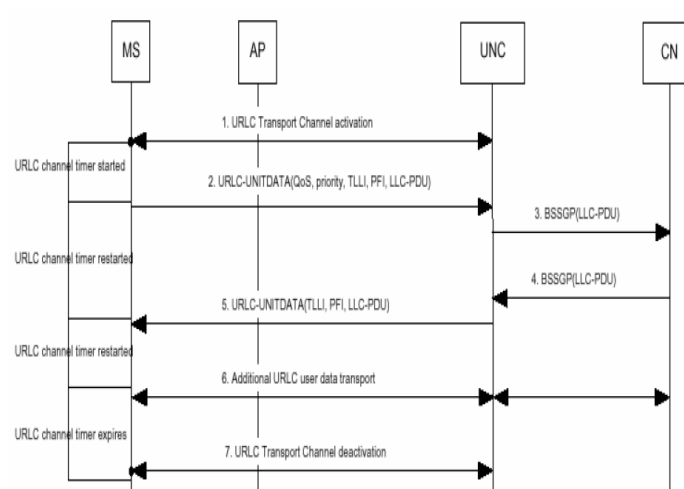 MS
AP
UNC
CN
1. URLC Transport Channel activation
URLC channel timer started
2. URLC-UNITDATA(QoS, priority, TLLI, PFI, LLC-PDU)
3. BSSGP(LLC-PDU)
URLC channel timer restarted
4. BSSGP(LLC-PDU)
5. URLC-UNITDATA(TLLI, PFI, LLC-PDU)
URLC channel timer restarted
6. Additional URLC user data transport
URLC channel timer expires
7. URLC Transport Channel deactivation